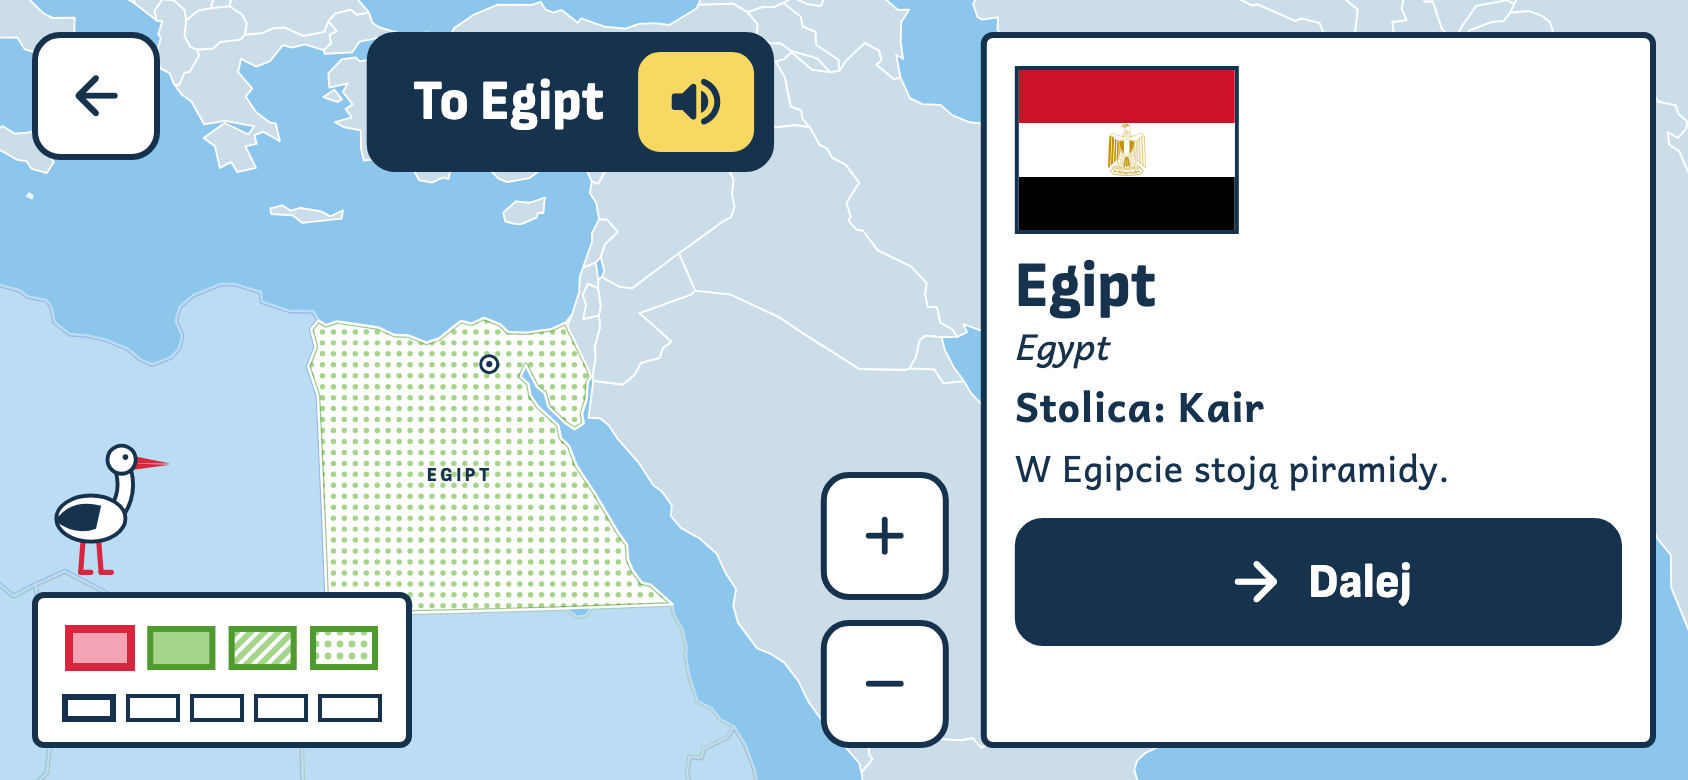 To Egipt
Egipt
Egypt
Stolica: Kair
W Egipcie stoją piramidy.
Dalej
EGIPT